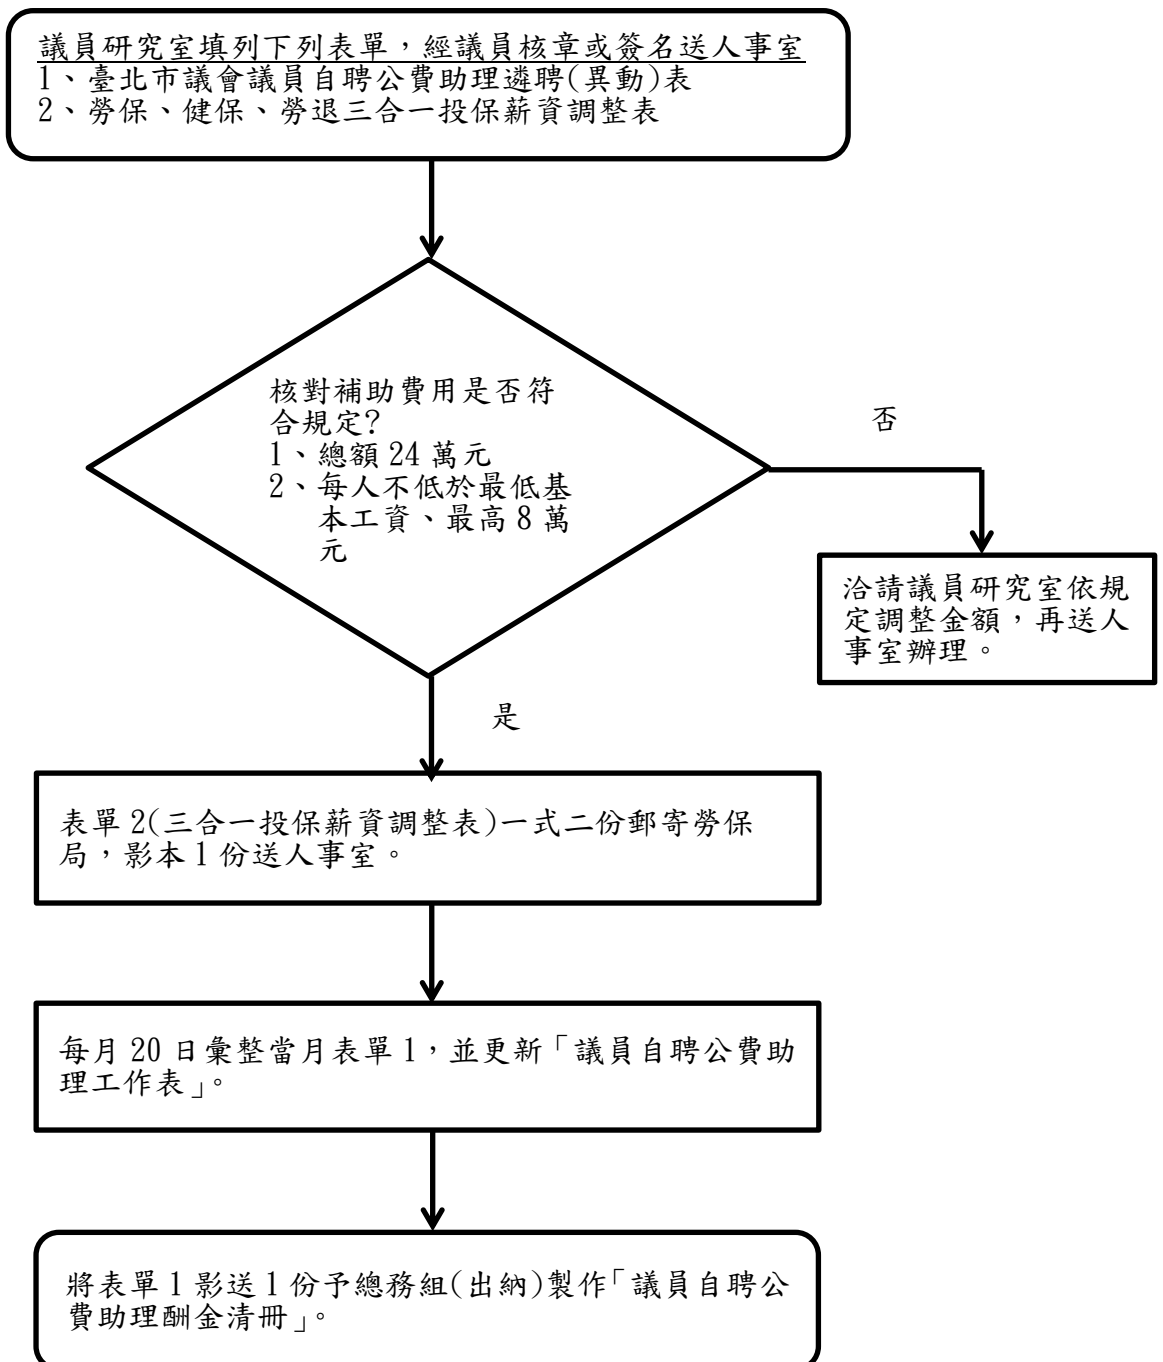 議員研究室填列下列表單，經議員核章或簽名送人事室
1、臺北市議會議員自聘公費助理遴聘(異動)表
2、勞保、健保、勞退三合一投保薪資調整表
核對補助費用是否符
合規定?
1、總額 24 萬元
2、每人不低於最低基
本工資、最高 8 萬
元
否
洽請議員研究室依規
定調整金額，再送人
事室辦理。
是
表單 2(三合一投保薪資調整表)一式二份郵寄勞保
局，影本 1 份送人事室。
每月 20 日彙整當月表單 1，並更新「議員自聘公費助
理工作表」。
將表單 1 影送 1 份予總務組(出納)製作「議員自聘公
費助理酬金清冊」。